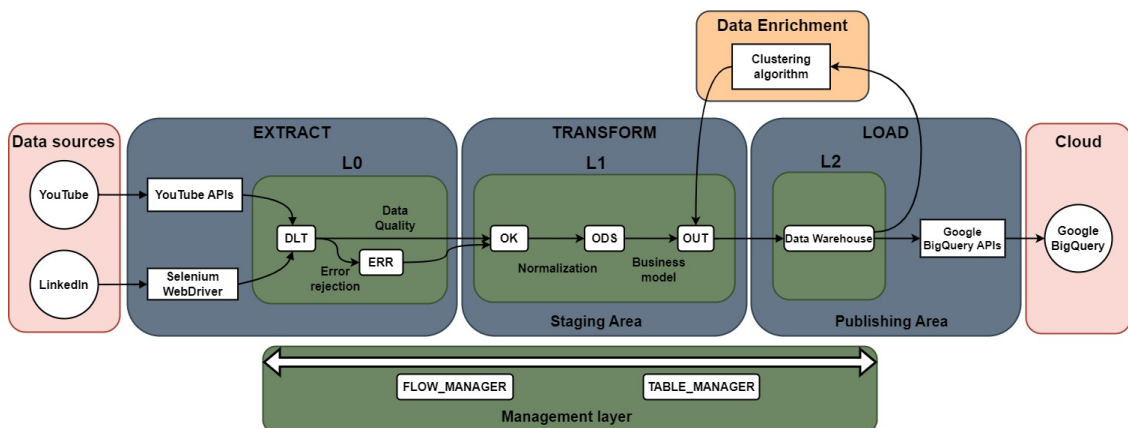 Data Enrichment
Clustering
algorithm
Data sources
EXTRACT
TRANSFORM
LOAD
Cloud
L0
L1
L2
YouTube
YouTube APIs
DLT
Data
Quality
ERR
Error
rejection
LinkedIn
Selenium
WebDriver
OK
ODS
OUT
Normalization
Business
model
Data Warehouse
Google
BigQuery APIs
Google
BigQuery
Staging Area
Publishing Area
FLOW_MANAGER
TABLE_MANAGER
Management layer